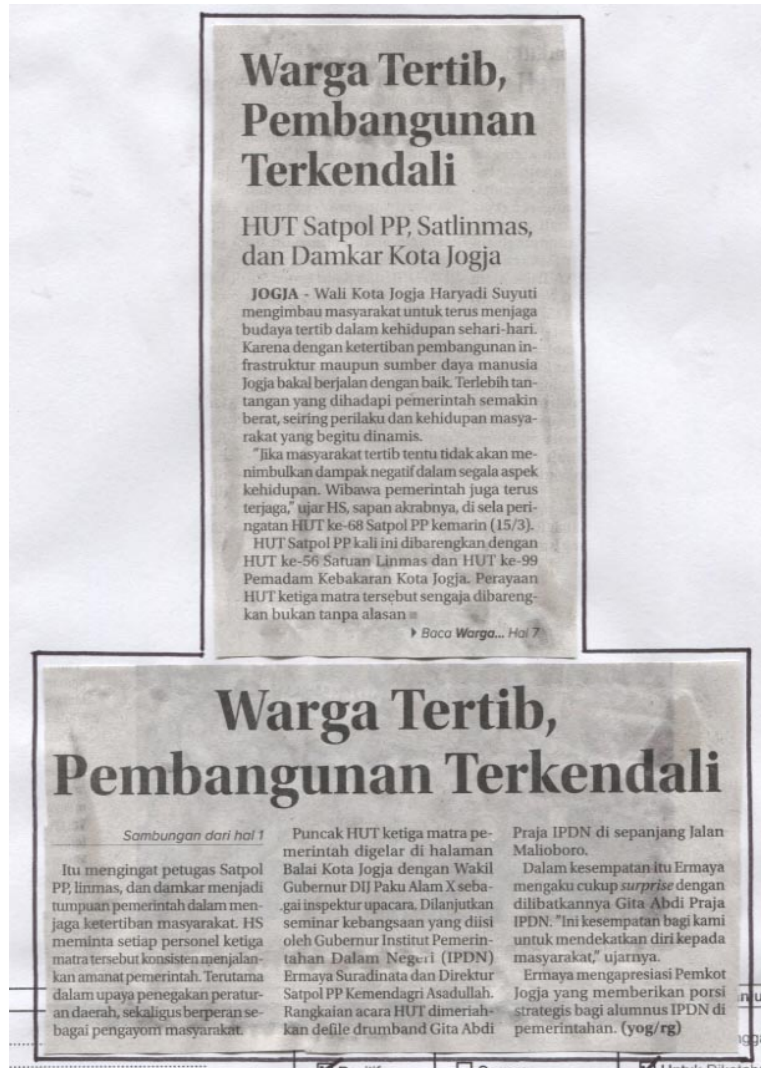 Warga Tertib,
Pembangunan
Terkendali
HUT Satpol PP, Satlinmas,
dan Damkar Kota Jogja
JOGJA - Wali Kota Jogja Haryadi Suyuti
mengimbau masyarakat untuk terus menjaga
budaya tertib dalam kehidupan sehari-hari.
Karena dengan ketertiban pembangunan in-
frastruktur maupun sumber daya manusia
Jogja bakal berjalan dengan baik. Terlebih tan-
tangan yang dihadapi pemerintah semakin
berat, seiring perilaku dan kehidupan masya-
rakat yang begitu dinamis.
"Jika masyarakat tertib tentu tidak akan me-
nimbulkan dampak negatif dalam segala aspek
kehidupan. Wibawa pemerintah juga terus
terjaga," ujar HS, sapan akrabnya, di sela peri-
ngatan HUT ke-68 Satpol PP kemarin (15/3).
HUT Satpol PP kali ini dibarengkan dengan
HUT ke-56 Satuan Linmas dan HUT ke-99
Pemadam Kebakaran Kota Jogja. Perayaan
HUT ketiga matra tersebut sengaja dibareng-
kan bukan tanpa alasan
Baca Warga... Hal 7
Warga Tertib,
Pembangunan Terkendali
Sambungan dari hal 1
Itu mengingat petugas Satpol
PP, linmas, dan damkar menjadi
tumpuan pemerintah dalam men-
jaga ketertiban masyarakat. HS
meminta setiap personel ketiga
matra tersebut konsisten menjalan-
kan amanat pemerintah. Terutama
dalam upaya penegakan peratur-
an daerah, sekaligus berperan se-
bagai pengayom masyarakat.
Puncak HUT ketiga matra pe-
merintah digelar di halaman
Balai Kota Jogja dengan Wakil
Gubernur DIJ Paku Alam X seba-
gai inspektur upacara. Dilanjutkan
seminar kebangsaan yang diisi
oleh Gubernur Institut Pemerin-
tahan Dalam Negeri (IPDN)
Ermaya Suradinata dan Direktur
Satpol PP Kemendagri Asadullah.
Rangkaian acara HUT dimeriah-
kan defile drumband Gita Abdi
Praja IPDN di sepanjang Jalan
Malioboro.
Dalam kesempatan itu Ermaya
mengaku cukup surprise dengan
dilibatkannya Gita Abdi Praja
IPDN. "Ini kesempatan bagi kami
untuk mendekatkan diri kepada
masyarakat," ujarnya.
Ermaya mengapresiasi Pemkot
Jogja yang memberikan porsi
strategis bagi alumnus IPDN di
pemerintahan. (yog/rg)